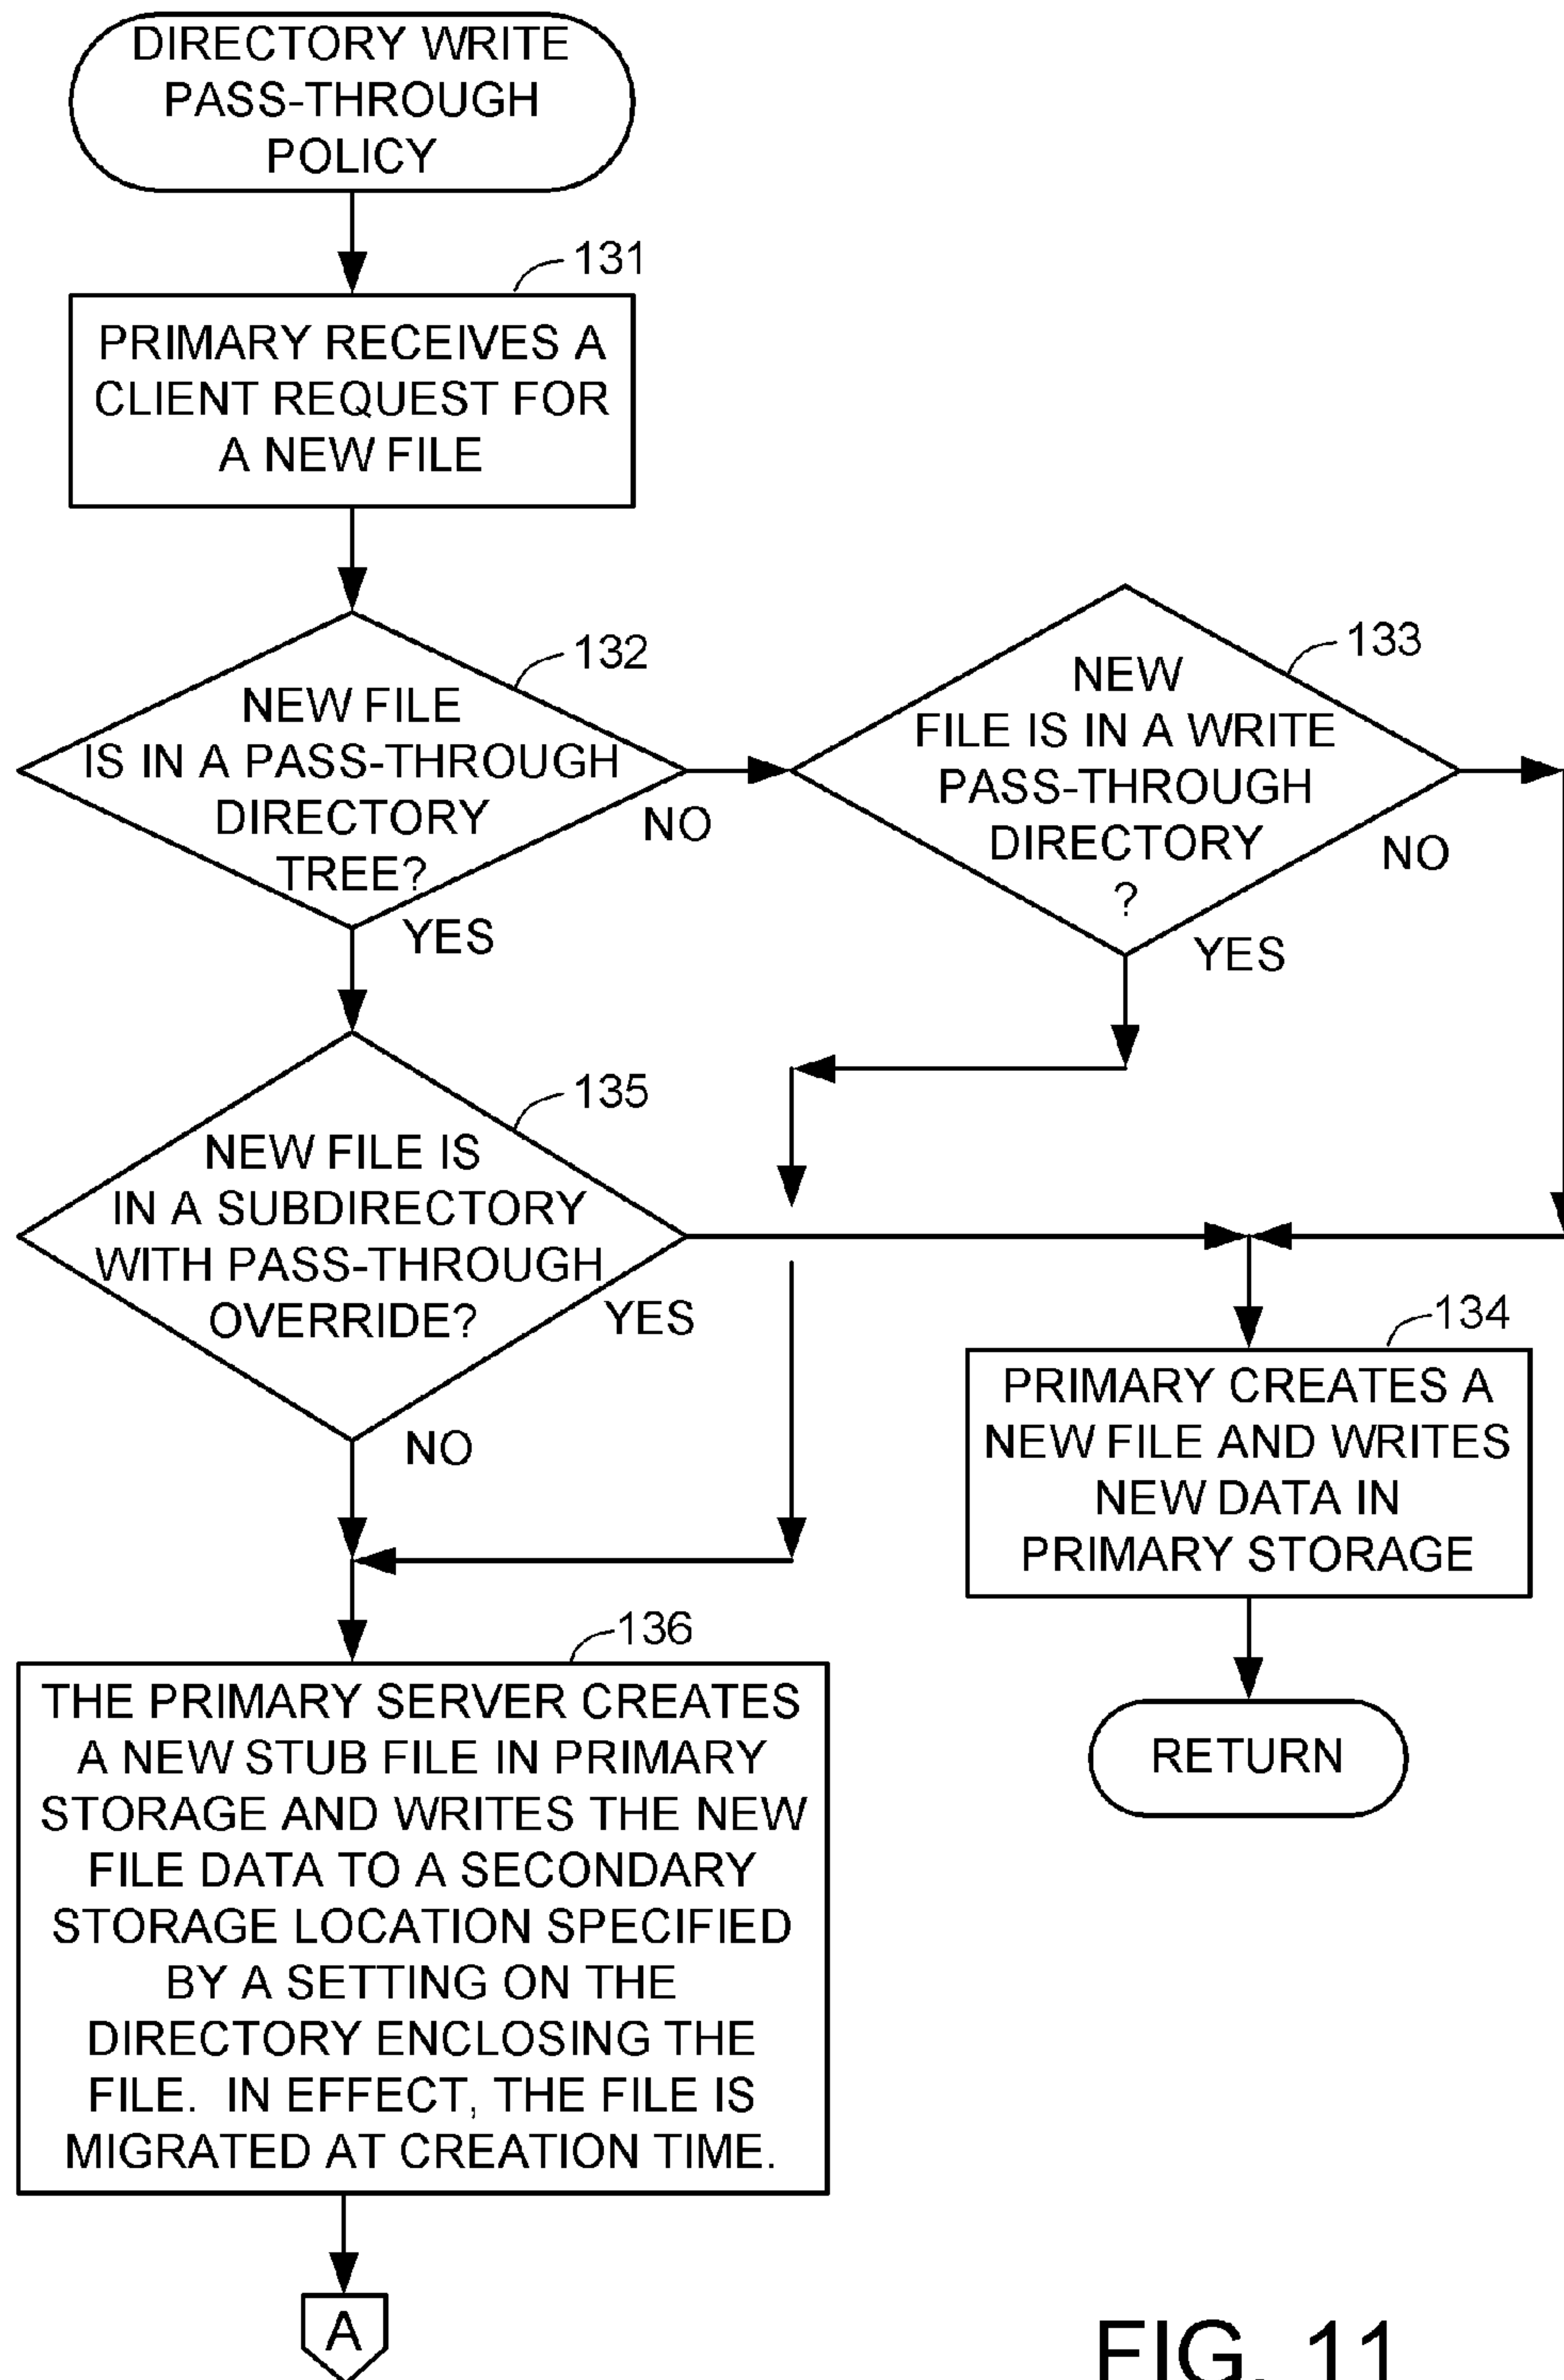 DIRECTORY WRITE
PASS-THROUGH
POLICY
131
PRIMARY RECEIVES A
CLIENT REQUEST FOR
A NEW FILE
132
NEW FILE
IS IN A PASS-THROUGH
DIRECTORY
TREE?
NO
YES
133
NEW
FILE IS IN A WRITE
PASS-THROUGH
DIRECTORY
?
NO
YES
135
NEW FILE IS
IN A SUBDIRECTORY
WITH PASS-THROUGH
OVERRIDE?
YES
NO
134
PRIMARY CREATES A
NEW FILE AND WRITES
NEW DATA IN
PRIMARY STORAGE
RETURN
136
THE PRIMARY SERVER CREATES
A NEW STUB FILE IN PRIMARY
STORAGE AND WRITES THE NEW
FILE DATA TO A SECONDARY
STORAGE LOCATION SPECIFIED
BY A SETTING ON THE
DIRECTORY ENCLOSING THE
FILE. IN EFFECT, THE FILE IS
MIGRATED AT CREATION TIME.
A
FIG. 11